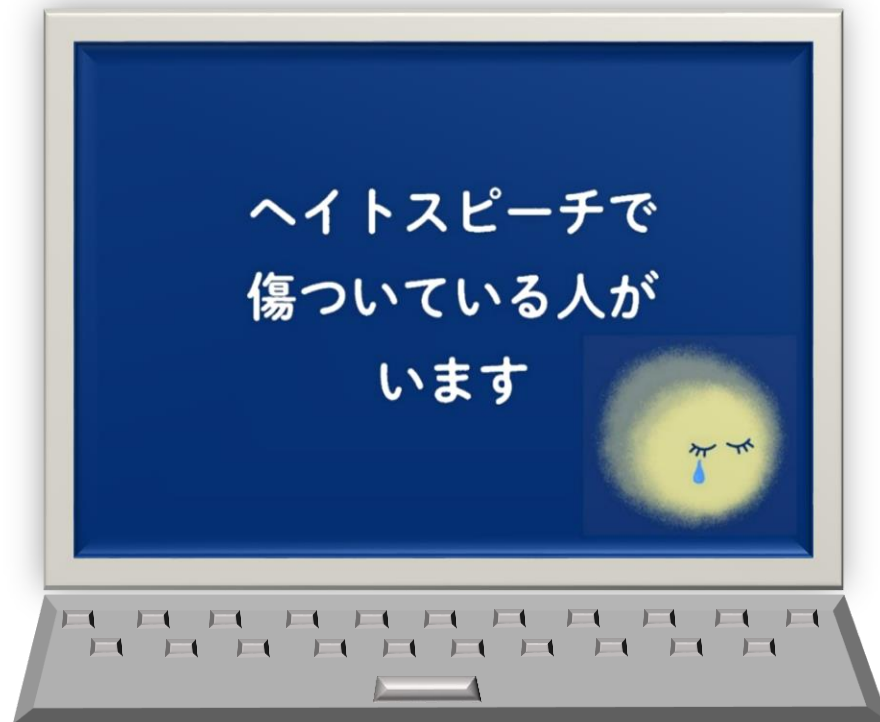 ヘイトスピーチで
傷ついている人が
います